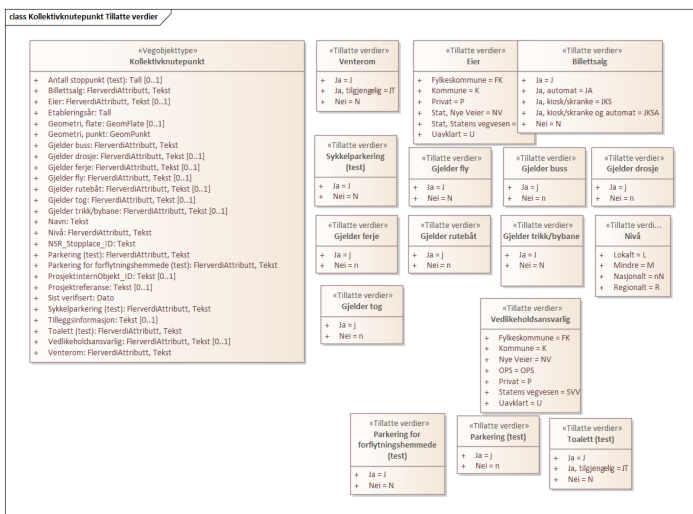 class Kollektivknutepunkt Tillatte verdier
«Vegobjekttype»
Kollektivknutepunkt
+ Antall stoppunkt (test): Tall [0..1]
+ Billettsalg: FlerverdiAttributt, Tekst
+ Eier: FlerverdiAttributt, Tekst [0..1]
+ Etableringsår: Tall
+ Geometri, flate: GeomFlate [0..1]
+ Geometri, punkt: GeomPunkt
+ Gjelder buss: FlerverdiAttributt, Tekst
+ Gjelder drosje: FlerverdiAttributt, Tekst [0..1]
+ Gjelder ferje: FlerverdiAttributt, Tekst [0..1]
+ Gjelder fly: FlerverdiAttributt, Tekst [0..1]
+ Gjelder rutebåt: FlerverdiAttributt, Tekst [0..1]
+ Gjelder tog: FlerverdiAttributt, Tekst [0..1]
+ Gjelder trikk/bybane: FlerverdiAttributt, Tekst [0..1]
+ Navn: Tekst
+ Nivå: FlerverdiAttributt, Tekst
+ NSR_Stopplace_ID: Tekst
+ Parkering (test): FlerverdiAttributt, Tekst
+ Parkering for forflytningshemmede (test): FlerverdiAttributt, Tekst
+ ProsjektInternObjekt_ID: Tekst [0..1]
+ Prosjektreferanse: Tekst [0..1]
+ Sist verifisert: Dato
+ Sykkelparkering (test): FlerverdiAttributt, Tekst
+ Tilleggsinformasjon: Tekst [0..1]
+ Toalett (test): FlerverdiAttributt, Tekst
+ Vedlikeholdsansvarlig: FlerverdiAttributt, Tekst [0..1]
+ Venterom: FlerverdiAttributt, Tekst
«Tillatte verdier»
Venterom
+ Ja = J
+ Ja, tilgjengelig = JT
+ Nei = N
«Tillatte verdier»
Eier
+ Fylkeskommune = FK
+ Kommune = K
+ Privat = P
+ Stat, Nye Veier = NV
+ Stat, Statens vegvesen =
+ Uavklart = U
«Tillatte verdier»
Billettsalg
+ Ja = J
+ Ja, automat = JA
+ Ja, kiosk/skranke = JKS
+ Ja, kiosk/skranke og automat = JKSA
+ Nei = N
«Tillatte verdier»
Sykkelparkering
(test)
+ Ja = J
+ Nei = N
«Tillatte verdier»
Gjelder fly
+ Ja = J
+ Nei = N
«Tillatte verdier»
Gjelder buss
+ Ja = j
+ Nei = n
«Tillatte verdier»
Gjelder drosje
+ Ja = j
+ Nei = n
«Tillatte verdier»
Gjelder ferje
+ Ja = j
+ Nei = n
«Tillatte verdier»
Gjelder rutebåt
+ Ja = j
+ Nei = n
«Tillatte verdier»
Gjelder trikk/bybane
+ Ja = J
+ Nei = N
«Tillatte verdi...
Nivå
+ Lokalt = L
+ Mindre = M
+ Nasjonalt = nN
+ Regionalt = R
«Tillatte verdier»
Gjelder tog
+ Ja = j
+ Nei = n
«Tillatte verdier»
Vedlikeholdsansvarlig
+ Fylkeskommune = FK
+ Kommune = K
+ Nye Veier = NV
+ OPS = OPS
+ Privat = P
+ Statens vegvesen = SVV
+ Uavklart = U
«Tillatte verdier»
Parkering for
forflytningshemmede
(test)
+ Ja = J
+ Nei = N
«Tillatte verdier»
Parkering (test)
+ Ja = j
+ Nei = n
«Tillatte verdier»
Toalett (test)
+ Ja = J
+ Ja, tilgjengelig = JT
+ Nei = N